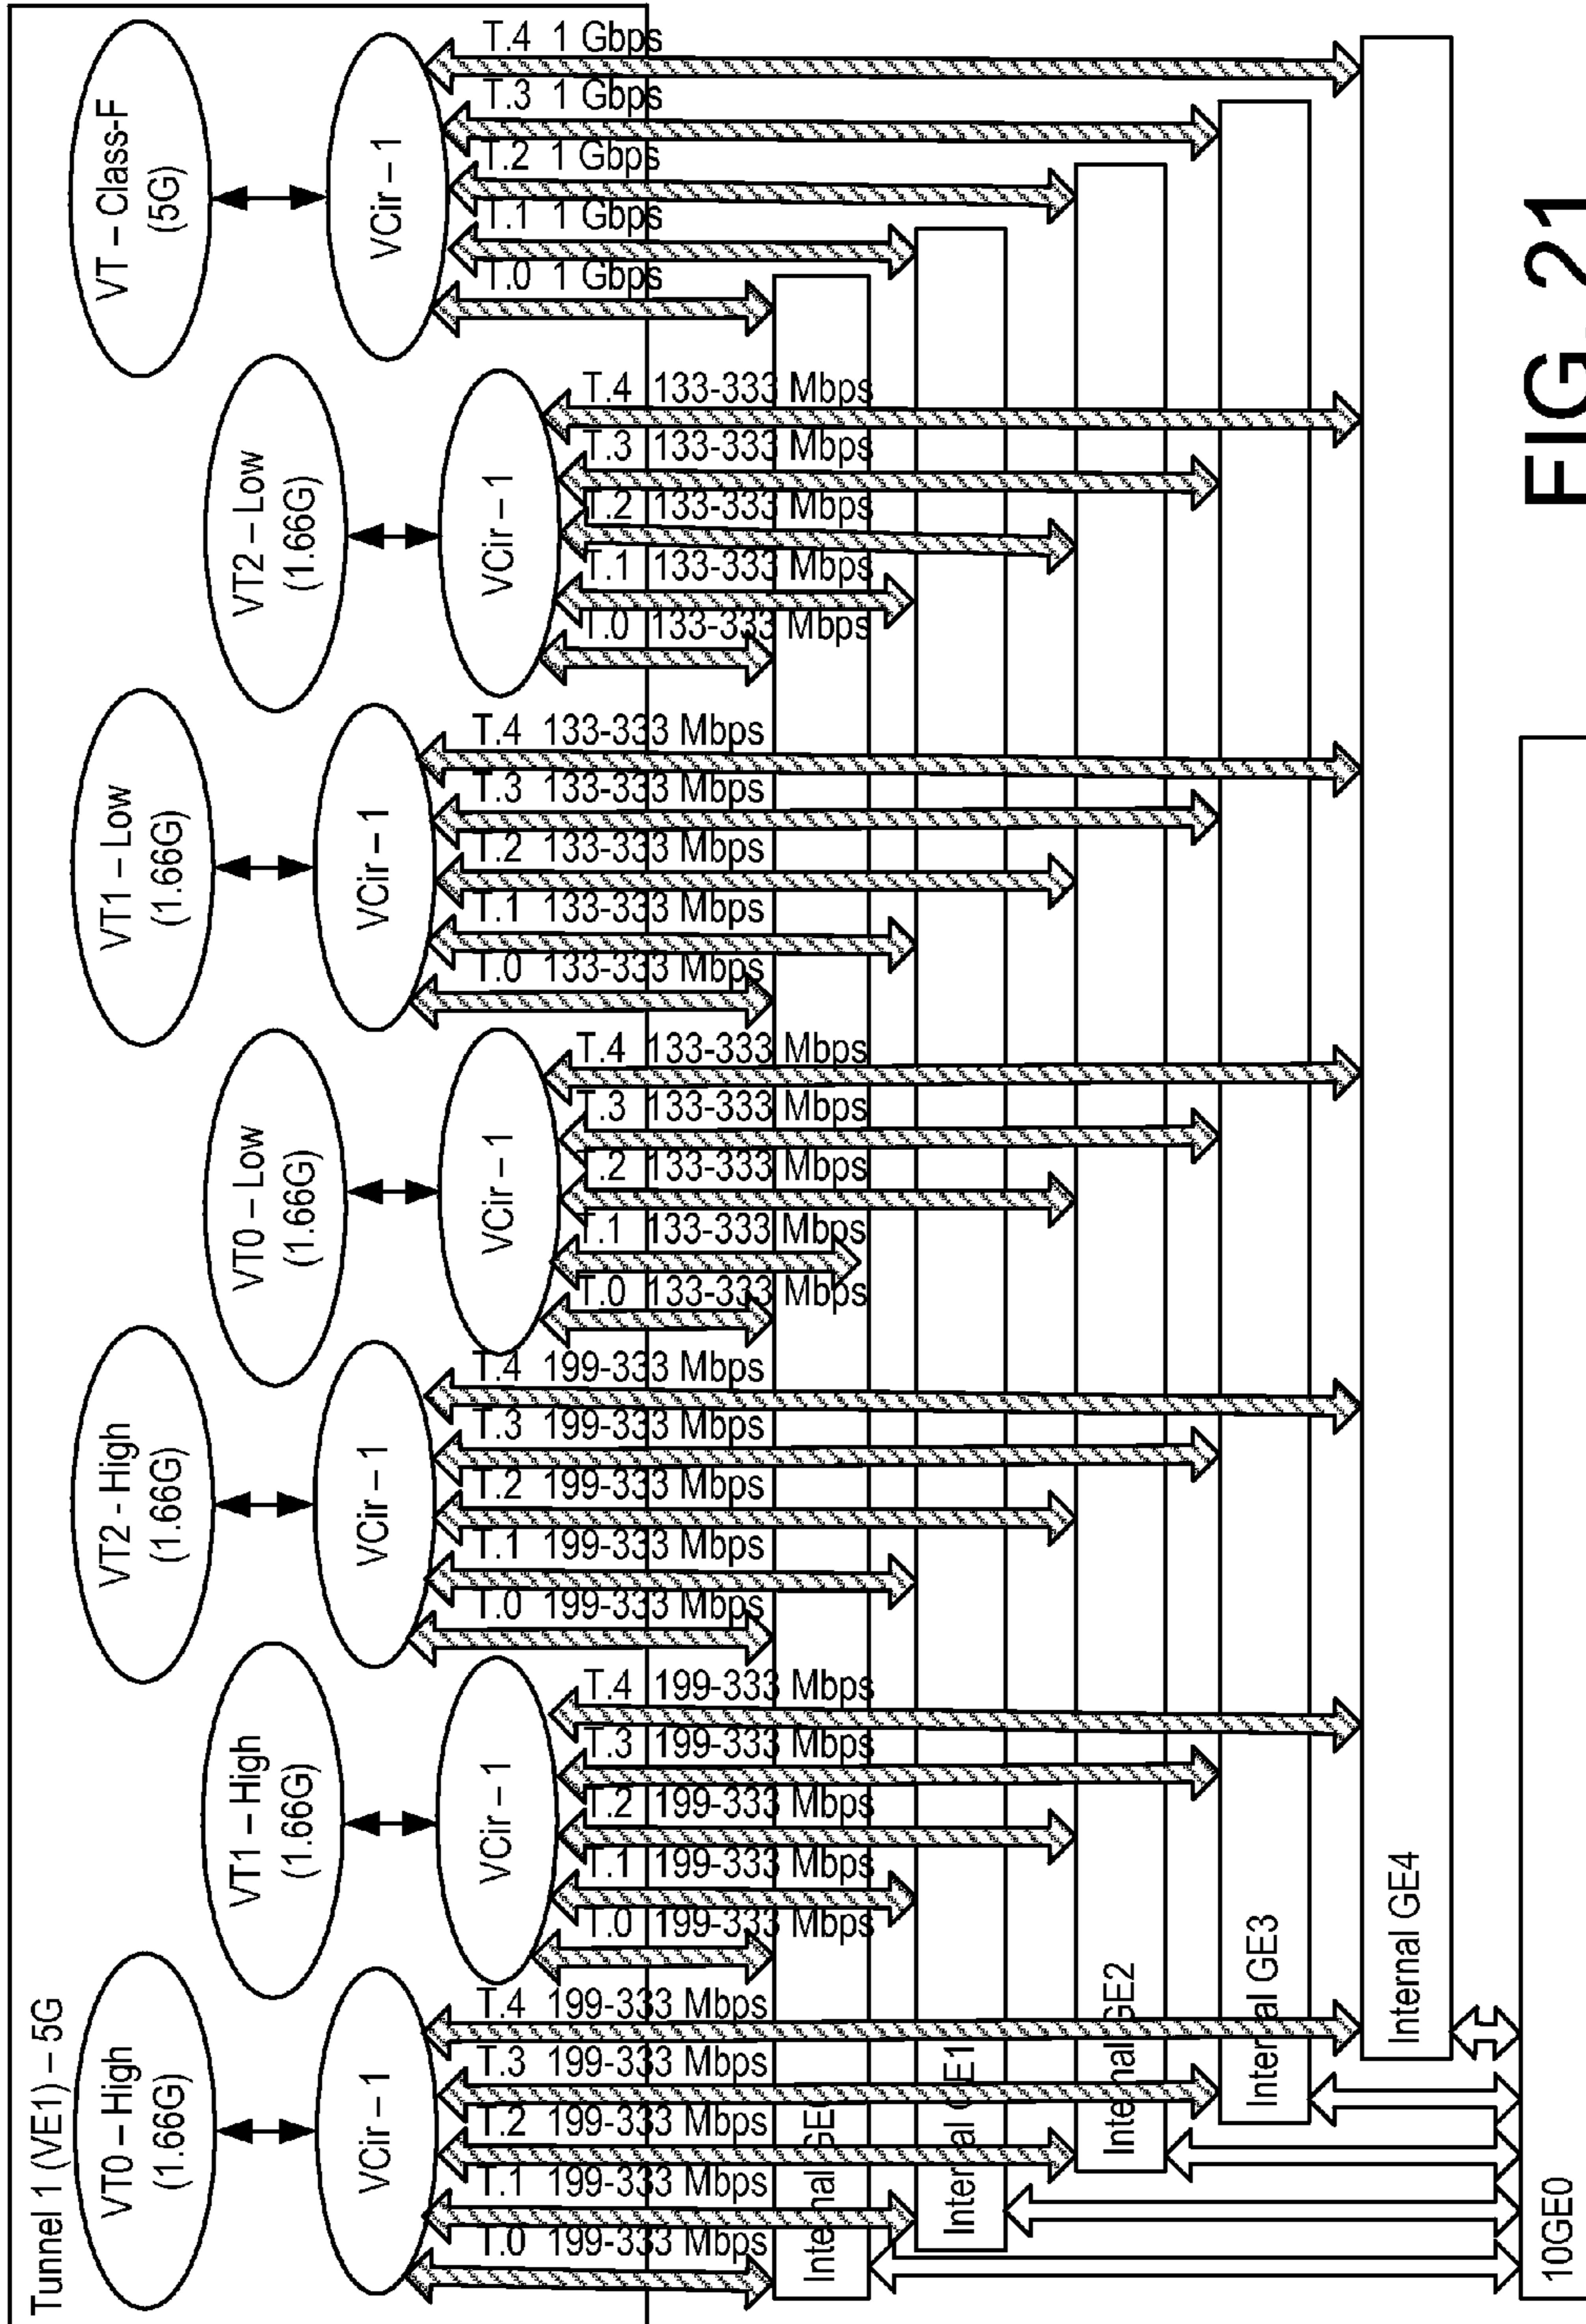 Tunnel 1 (VE1) – 5G
VT0 – High
(1.66G)
VCir – 1
T.0 199-333 Mbps
T.1 199-333 Mbps
T.2 199-333 Mbps
T.3 199-333 Mbps
T.4 199-333 Mbps
VT1 – High
(1.66G)
VCir – 1
T.0 199-333 Mbps
T.1 199-333 Mbps
T.2 199-333 Mbps
T.3 199-333 Mbps
T.4 199-333 Mbps
VT2 - High
(1.66G)
VCir – 1
T.0 199-333 Mbps
T.1 199-333 Mbps
T.2 199-333 Mbps
T.3 199-333 Mbps
T.4 199-333 Mbps
VT0 – Low
(1.66G)
VCir – 1
T.0 133-333 Mbps
T.1 133-333 Mbps
T.2 133-333 Mbps
T.3 133-333 Mbps
T.4 133-333 Mbps
VT1 – Low
(1.66G)
VCir – 1
T.0 133-333 Mbps
T.1 133-333 Mbps
T.2 133-333 Mbps
T.3 133-333 Mbps
T.4 133-333 Mbps
VT2 – Low
(1.66G)
VCir – 1
T.0 133-333 Mbps
T.1 133-333 Mbps
T.2 133-333 Mbps
T.3 133-333 Mbps
T.4 133-333 Mbps
VT – Class-F
(5G)
VCir – 1
T.0 1 Gbps
T.1 1 Gbps
T.2 1 Gbps
T.3 1 Gbps
T.4 1 Gbps
Internal GE0
Internal GE1
Internal GE2
Internal GE3
Internal GE4
10GE0
FIG. 21